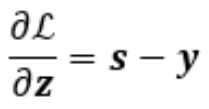 ∂ℒ/∂𝒛 = 𝒔 − 𝒚